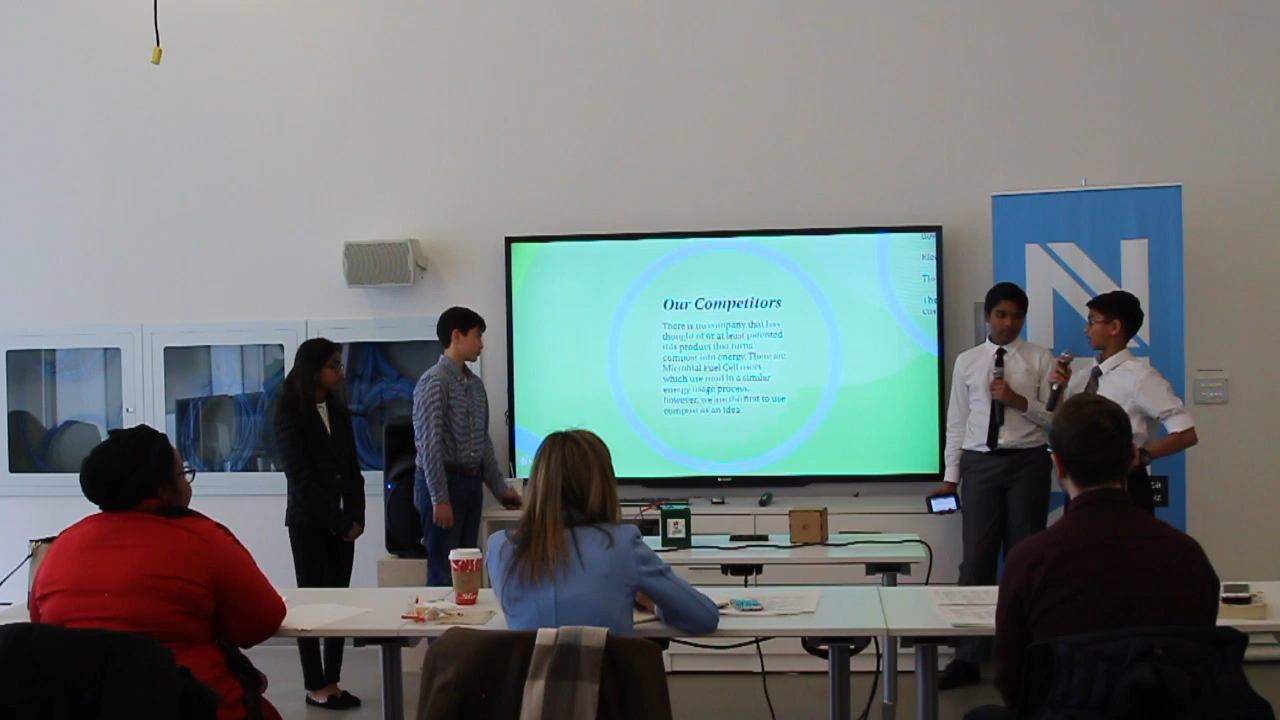 Our Competitors
There is no company that has
thought of or at least patented
this product that turns
compost into energy. There are
Microbial Fuel Cell users
which use mud in a similar
energy usage process,
however, we are the first to use
compost as an idea.
N